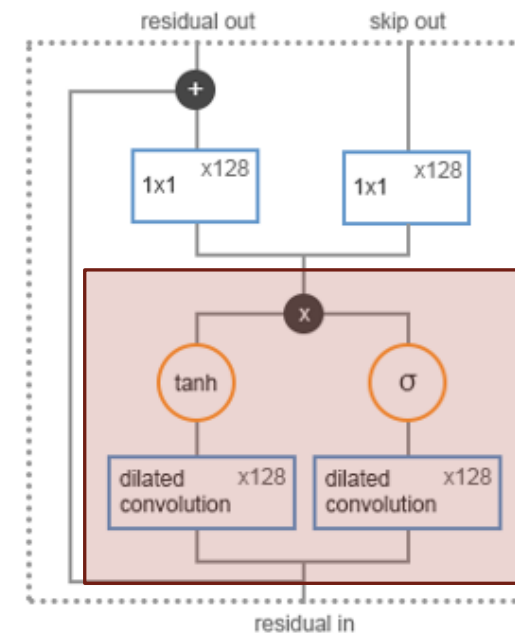 residual out
skip out
+
1x1 x128
1x1 x128
x
tanh
σ
dilated x128
convolution
dilated x128
convolution
residual in